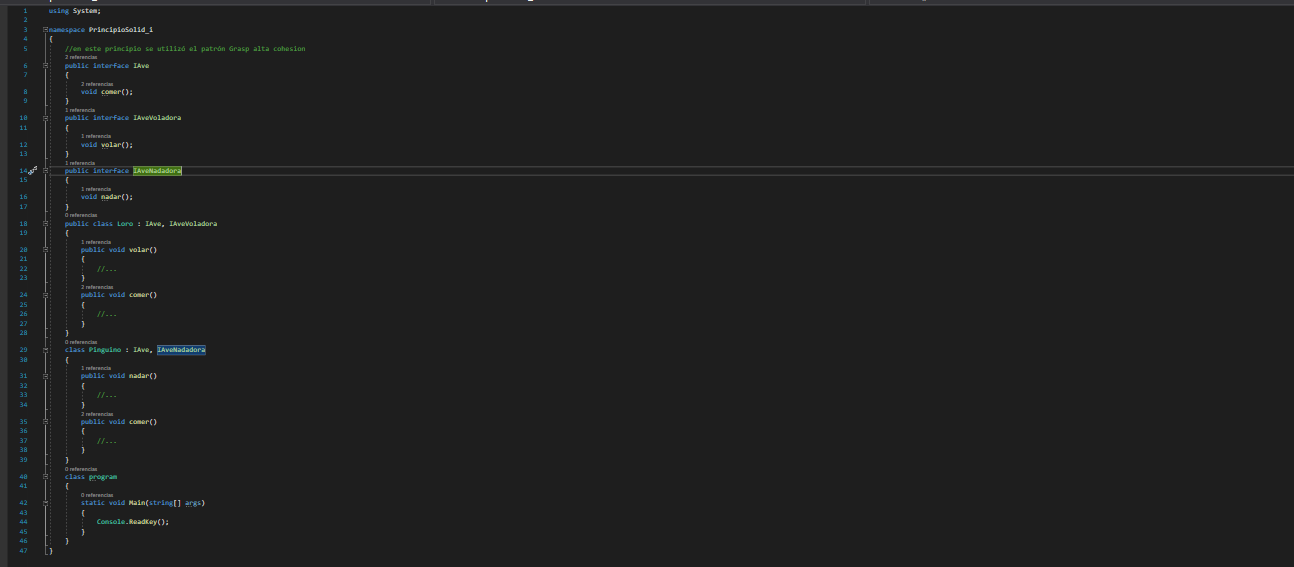 1 using System;
2
3 namespace PrincipioSolid_i
4 {
5 //en este principio se utilizó el patrón Grasp alta cohesion
2 referencias
6 public interface IAve
7 {
2 referencias
8 void comer();
9 }
1 referencia
10 public interface IAveVoladora
11 {
1 referencia
12 void volar();
13 }
1 referencia
14 public interface IAveNadadora
15 {
1 referencia
16 void nadar();
17 }
0 referencias
18 public class Loro : IAve, IAveVoladora
19 {
1 referencia
20 public void volar()
21 {
22 //...
23 }
2 referencias
24 public void comer()
25 {
26 //...
27 }
28 }
0 referencias
29 class Pinguino : IAve, IAveNadadora
30 {
1 referencia
31 public void nadar()
32 {
33 //...
34 }
2 referencias
35 public void comer()
36 {
37 //...
38 }
39 }
0 referencias
40 class program
41 {
0 referencias
42 static void Main(string[] args)
43 {
44 Console.ReadKey();
45 }
46 }
47 }